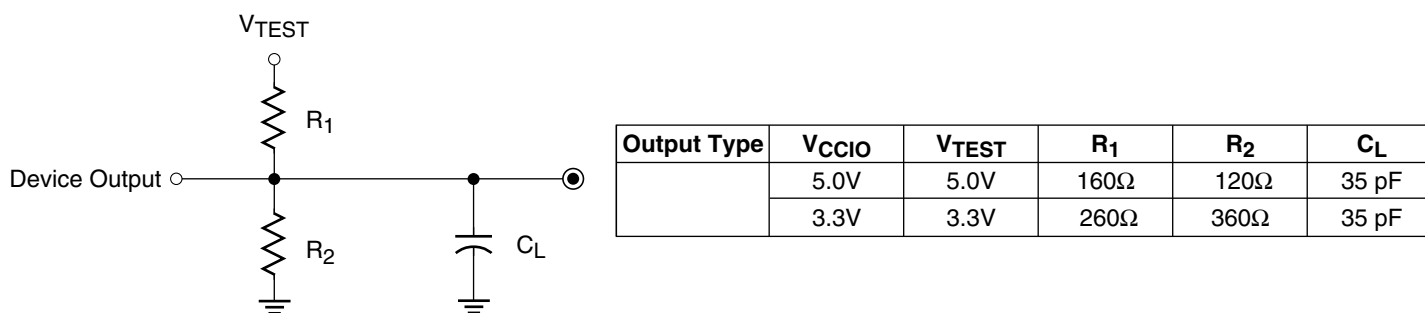 VTEST
R1
Device Output
R2
CL
Output Type VCCIO VTEST R1 R2 CL
5.0V 5.0V 160Ω 120Ω 35 pF
3.3V 3.3V 260Ω 360Ω 35 pF